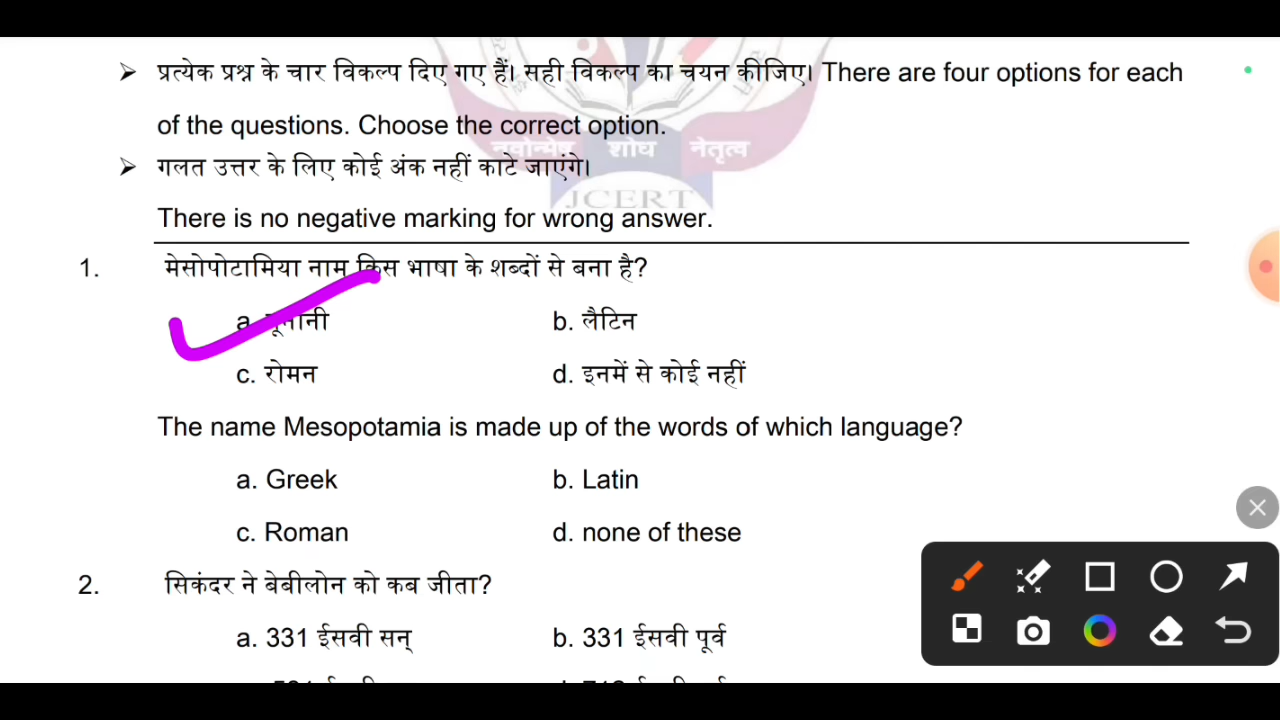 ➢ प्रत्येक प्रश्न के चार विकल्प दिए गए हैं। सही विकल्प का चयन कीजिए। There are four options for each
of the questions. Choose the correct option.
नवोन्मेष शोध नेतृत्व
➢ गलत उत्तर के लिए कोई अंक नहीं काटे जाएंगे।
JCERT
There is no negative marking for wrong answer.
1. मेसोपोटामिया नाम किस भाषा के शब्दों से बना है?
a. यूनानी b. लैटिन
c. रोमन d. इनमें से कोई नहीं
The name Mesopotamia is made up of the words of which language?
a. Greek b. Latin
c. Roman d. none of these
2. सिकंदर ने बेबीलोन को कब जीता?
a. 331 ईसवी सन् b. 331 ईसवी पूर्व